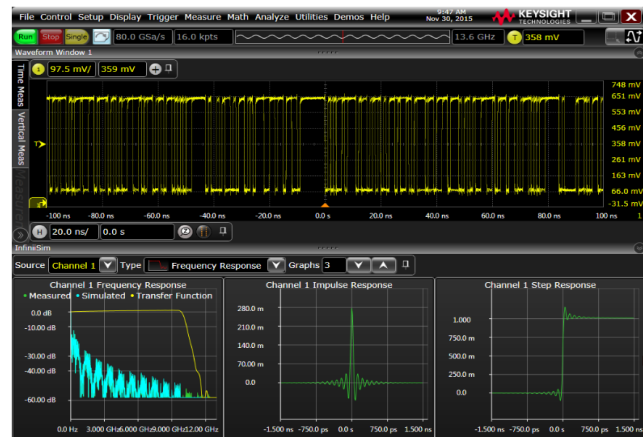 File Control Setup Display Trigger Measure Math Analyze Utilities Demos Help
9:47 AM
Nov 30, 2015
KEYSIGHT
TECHNOLOGIES
Run Stop Single 80.0 GSa/s 16.0 kpts 13.6 GHz T 358 mV
Waveform Window 1
Time Meas Vertical Meas
97.5 mV/ 359 mV
748 mV
651 mV
553 mV
456 mV
358 mV
261 mV
163 mV
66.0 mV
-31.5 mV
-100 ns -80.0 ns -60.0 ns -40.0 ns -20.0 ns 0.0 s 20.0 ns 40.0 ns 60.0 ns 80.0 ns 100 ns 1
H 20.0 ns/ 0.0 s
InfiniiSim
Source Channel 1 Type Frequency Response Graphs 3
Channel 1 Frequency Response
Measured Simulated Transfer Function
0.0 dB
-10.00 dB
-30.00 dB
-40.00 dB
-60.00 dB
0.0 Hz 3.000 GHz 6.000 GHz 9.000 GHz 12.00 GHz
Channel 1 Impulse Response
280.0 m
210.0 m
140.0 m
70.00 m
0.0
-1.500 ns -750.0 ps 0.0 s 750.0 ps 1.500 ns
Channel 1 Step Response
1.000
750.0 m
500.0 m
250.0 m
0.0
-1.500 ns -750.0 ps 0.0 s 750.0 ps 1.500 ns